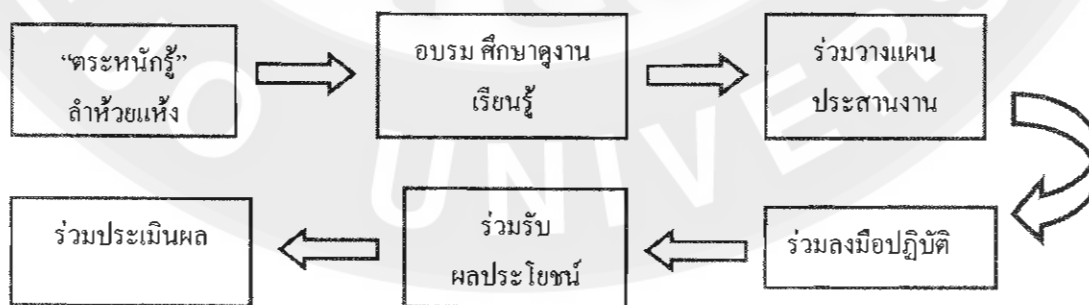 “ตระหนักรู้”
ลำห้วยแห้ง
อบรม ศึกษาดูงาน
เรียนรู้
ร่วมวางแผน
ประสานงาน
ร่วมลงมือปฏิบัติ
ร่วมรับ
ผลประโยชน์
ร่วมประเมินผล
UNIVERS